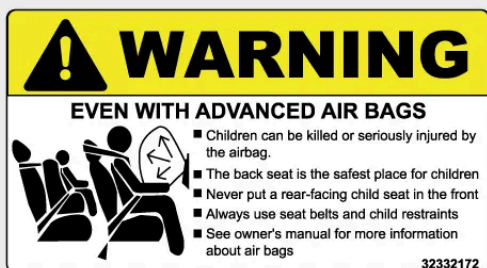 WARNING
EVEN WITH ADVANCED AIR BAGS
■ Children can be killed or seriously injured by
the airbag.
■ The back seat is the safest place for children
■ Never put a rear-facing child seat in the front
■ Always use seat belts and child restraints
■ See owner's manual for more information
about air bags
32332172